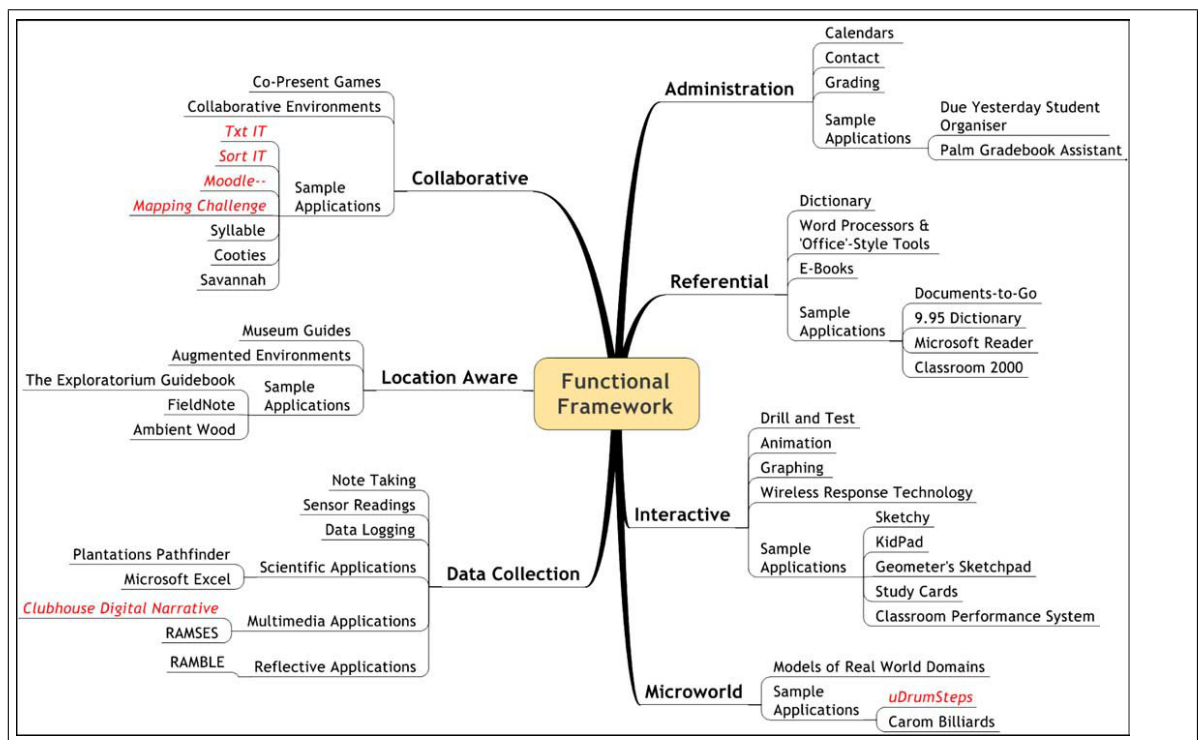 Functional
Framework
Collaborative
Co-Present Games
Collaborative Environments
Sample
Applications
Txt IT
Sort IT
Moodle--
Mapping Challenge
Syllable
Cooties
Savannah
Location Aware
Museum Guides
Augmented Environments
Sample
Applications
The Exploratorium Guidebook
FieldNote
Ambient Wood
Data Collection
Note Taking
Sensor Readings
Data Logging
Scientific Applications
Plantations Pathfinder
Microsoft Excel
Multimedia Applications
Clubhouse Digital Narrative
RAMSES
Reflective Applications
RAMBLE
Administration
Calendars
Contact
Grading
Sample
Applications
Due Yesterday Student
Organiser
Palm Gradebook Assistant
Referential
Dictionary
Word Processors &
'Office'-Style Tools
E-Books
Sample
Applications
Documents-to-Go
9.95 Dictionary
Microsoft Reader
Classroom 2000
Interactive
Drill and Test
Animation
Graphing
Wireless Response Technology
Sample
Applications
Sketchy
KidPad
Geometer's Sketchpad
Study Cards
Classroom Performance System
Microworld
Models of Real World Domains
Sample
Applications
uDrumSteps
Carom Billiards